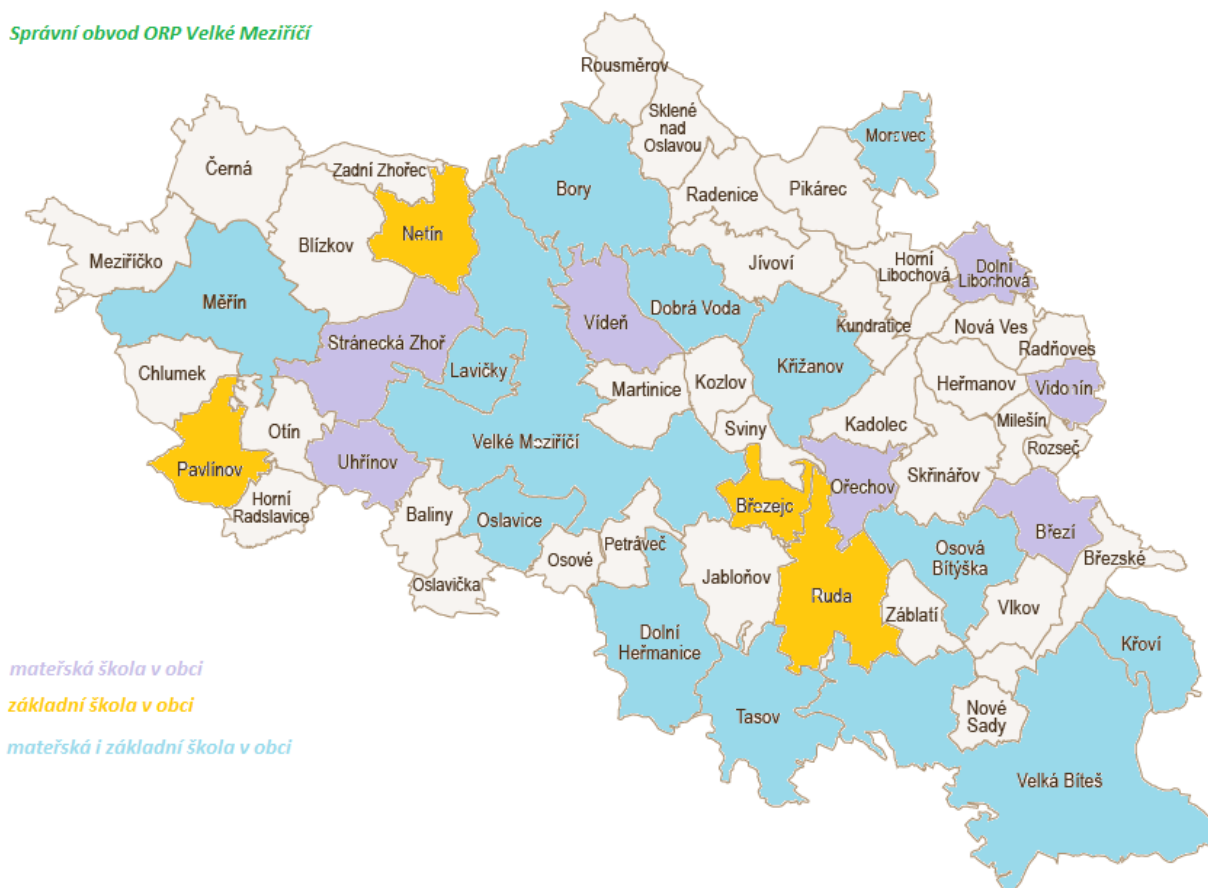 Správní obvod ORP Velké Meziříčí
Rousměrov
Sklené
nad
Oslavou
Moravec
Černá
Zadní Zhořec
Bory
Radenice
Pikárec
Netín
Blízkov
Meziříčko
Jívoví
Horní
Libochová
Dolní
Libochová
Měřín
Dobrá Voda
Vídeň
Kundratice
Nová Ves
Stránecká Zhoř
Radňoves
Chlumek
Lavičky
Martinice
Kozlov
Křižanov
Heřmanov
Vidonín
Otín
Sviny
Kadolec
Milešín
Velké Meziříčí
Rozseč
Pavlínov
Uhřínov
Skřinářov
Ořechov
Horní
Radslavice
Baliny
Oslavice
Březejc
Březí
Osová
Bítýška
Petráveč
Březské
Osové
Jabloňov
Oslavička
Ruda
Záblatí
Vlkov
Dolní
Heřmanice
Křoví
mateřská škola v obci
základní škola v obci
Nové
Sady
Tasov
mateřská i základní škola v obci
Velká Bíteš